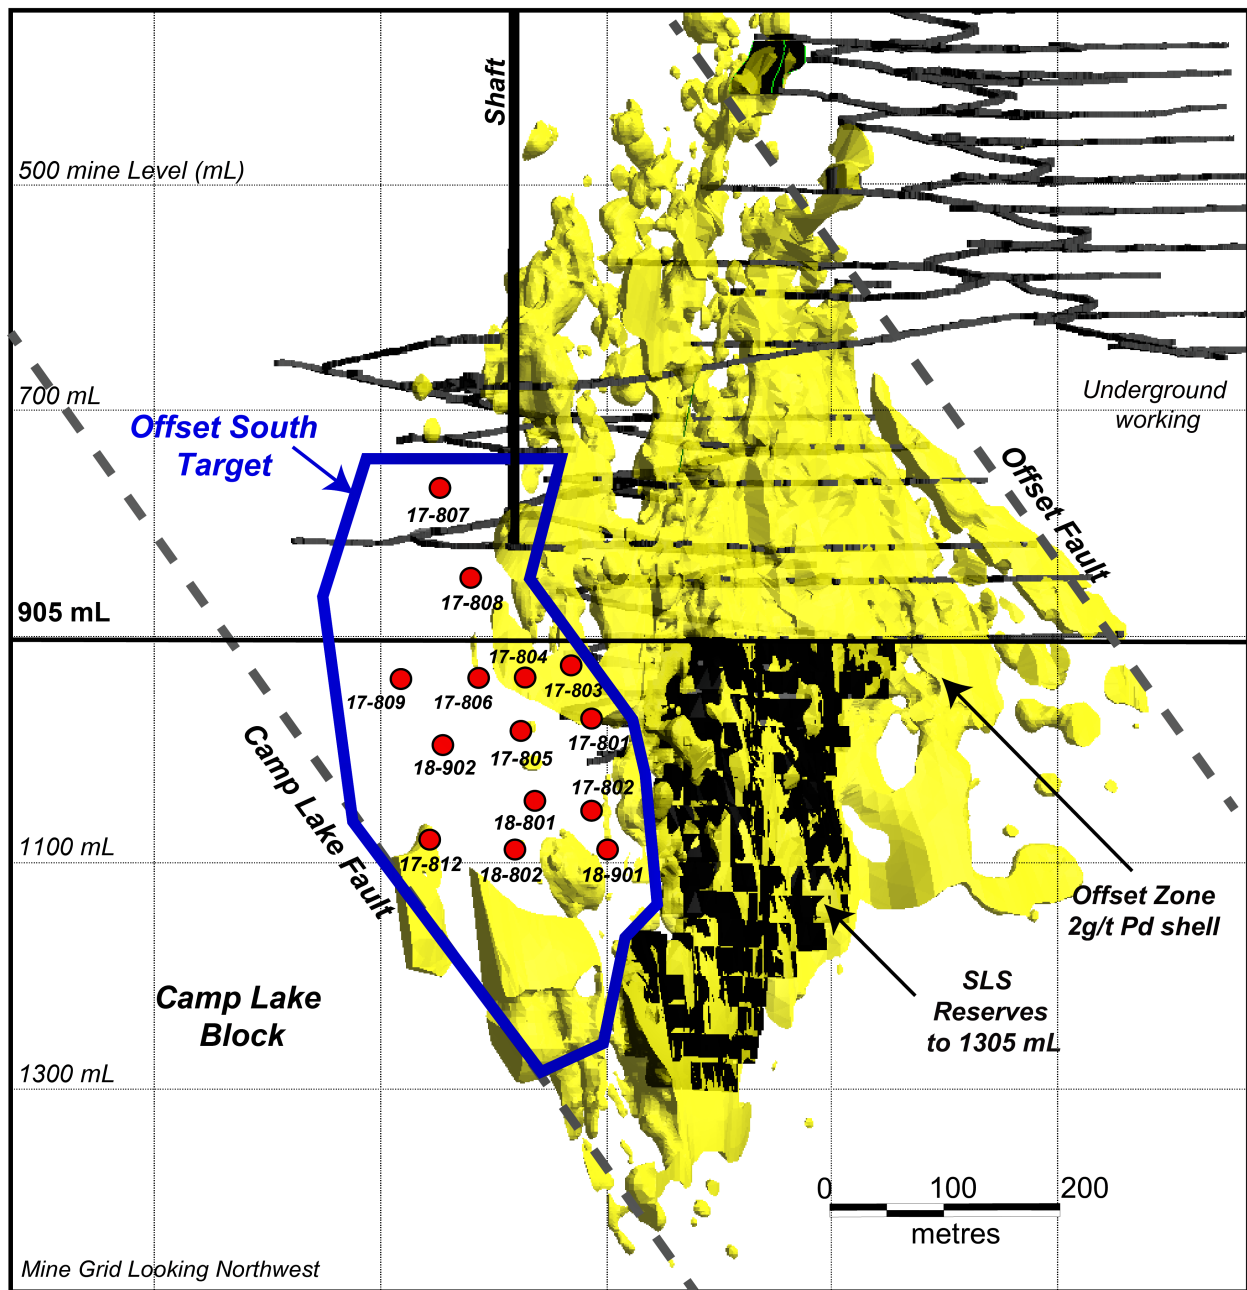 Shaft
500 mine Level (mL)
700 mL
Underground
working
Offset South
Target
Offset Fault
17-807
17-808
905 mL
17-804
17-809
17-806
17-803
17-801
17-805
18-902
Camp Lake Fault
17-802
18-801
1100 mL
17-812
18-802
18-901
Offset Zone
2g/t Pd shell
SLS
Reserves
to 1305 mL
Camp Lake
Block
1300 mL
0 100 200
metres
Mine Grid Looking Northwest